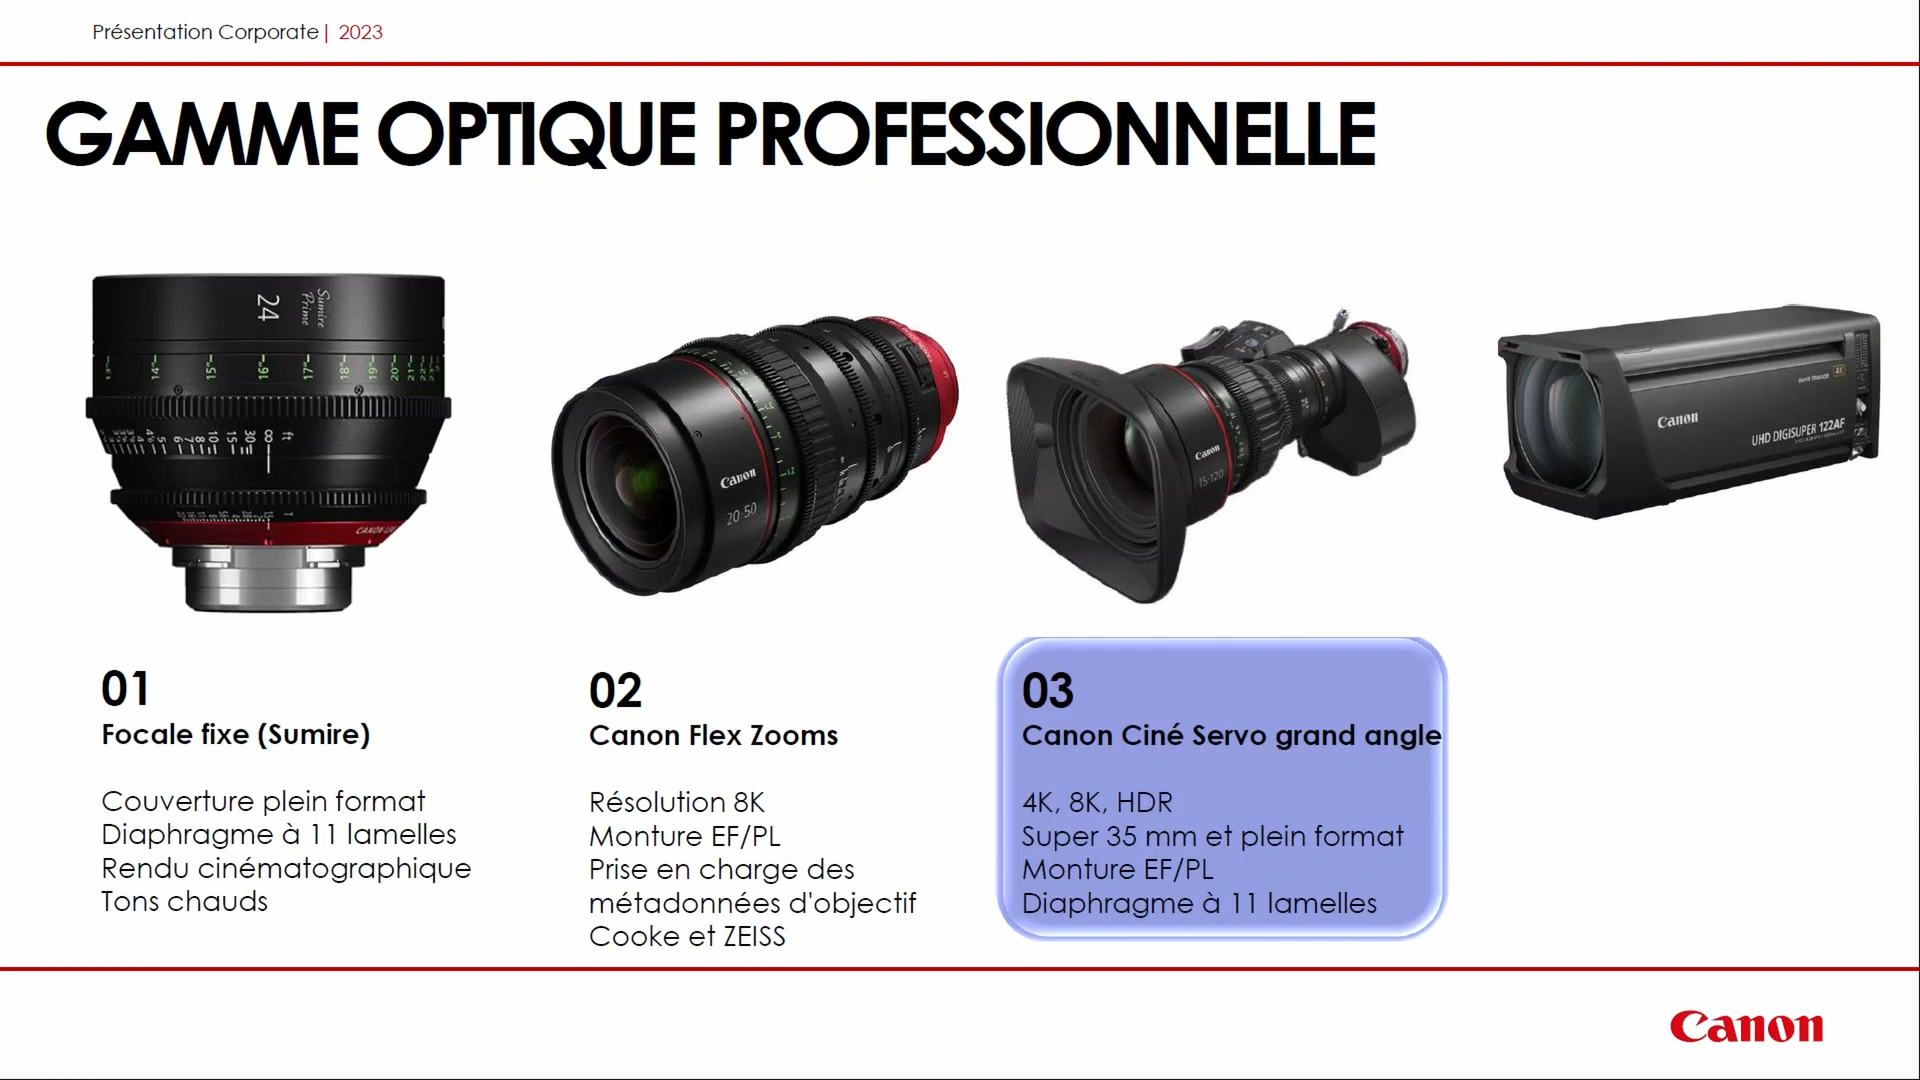 Présentation Corporate| 2023
GAMME OPTIQUE PROFESSIONNELLE
24
Sumire
Prime
Canon
20-50
Canon
15-120
Canon
UHD DIGISUPER 122AF
4K
01
Focale fixe (Sumire)
Couverture plein format
Diaphragme à 11 lamelles
Rendu cinématographique
Tons chauds
02
Canon Flex Zooms
Résolution 8K
Monture EF/PL
Prise en charge des
métadonnées d'objectif
Cooke et ZEISS
03
Canon Ciné Servo grand angle
4K, 8K, HDR
Super 35 mm et plein format
Monture EF/PL
Diaphragme à 11 lamelles
Canon